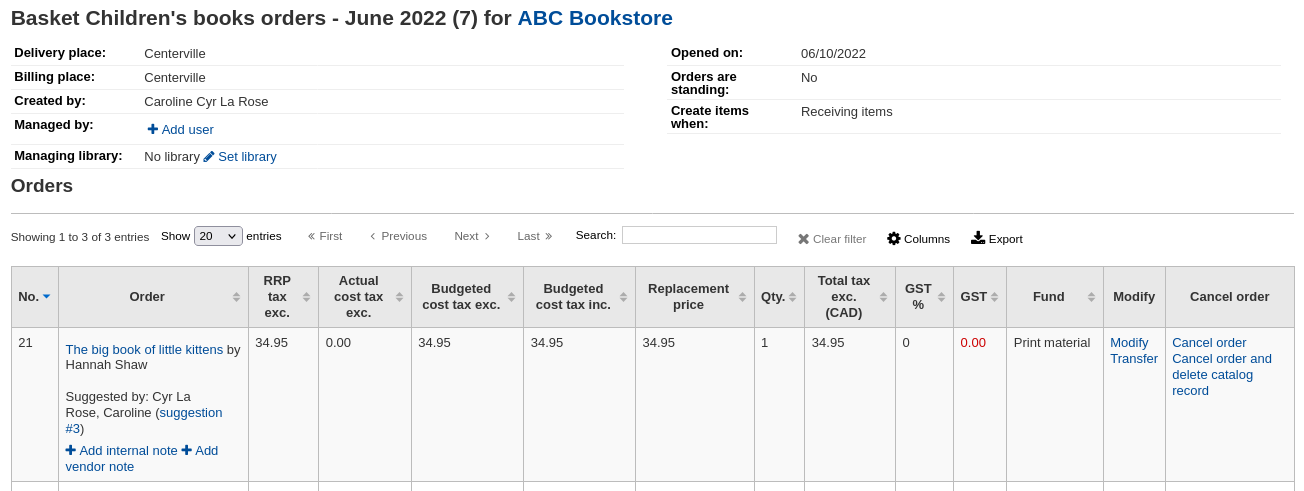 Basket Children's books orders - June 2022 (7) for ABC Bookstore
Delivery place: Centerville
Billing place: Centerville
Created by: Caroline Cyr La Rose
Managed by: Add user
Managing library: No library Set library
Opened on: 06/10/2022
Orders are
standing: No
Create items
when: Receiving items
Orders
Showing 1 to 3 of 3 entries Show 20 entries « First ‹ Previous Next › Last » Search: Clear filter Columns Export
No. Order RRP tax exc. Actual cost tax exc. Budgeted cost tax exc. Budgeted cost tax inc. Replacement price Qty. Total tax exc. (CAD) GST % GST Fund Modify Cancel order
21
The big book of little kittens by
Hannah Shaw
Suggested by: Cyr La
Rose, Caroline (suggestion
#3)
Add internal note Add
vendor note
34.95 0.00 34.95 34.95 34.95 1 34.95 0 0.00 Print material
Modify
Transfer
Cancel order
Cancel order and
delete catalog
record